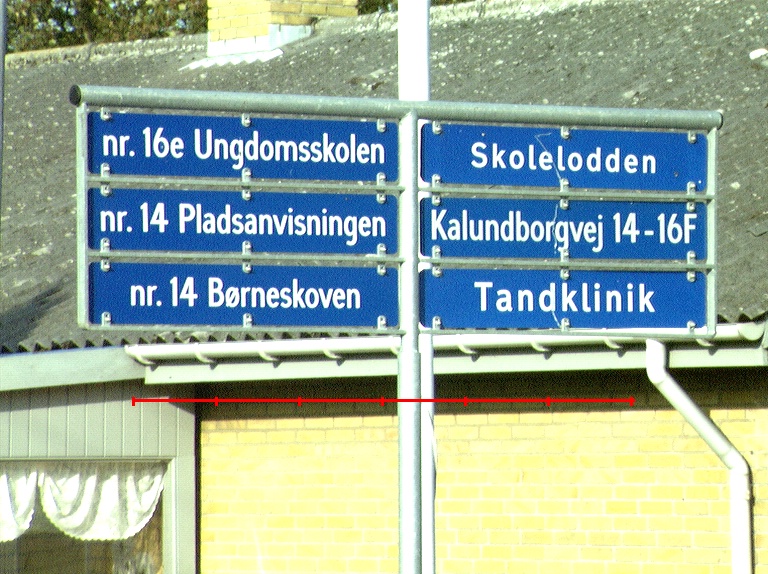 nr. 16e Ungdomsskolen
nr. 14 Pladsanvisningen
nr. 14 Børneskoven
Skolelodden
Kalundborgvej 14-16F
Tandklinik